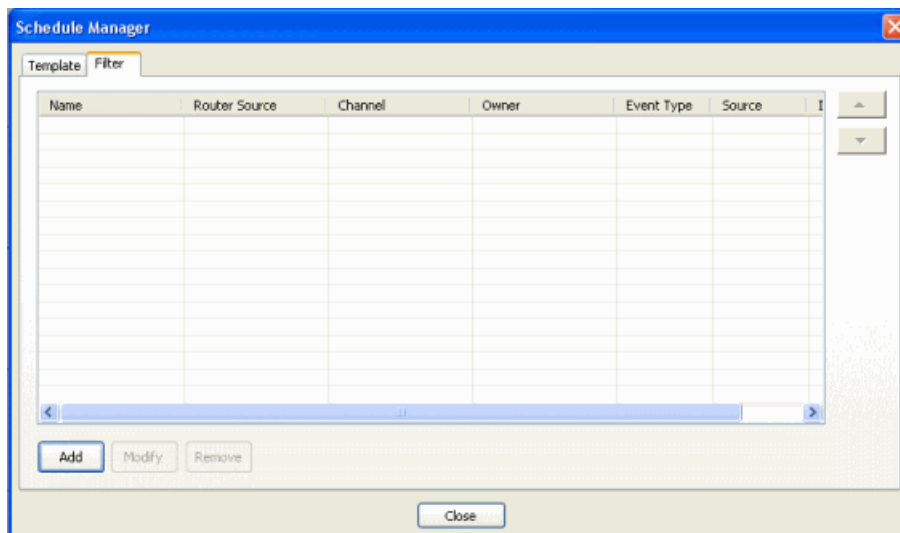 Schedule Manager
Template Filter
Name Router Source Channel Owner Event Type Source
Add Modify Remove
Close